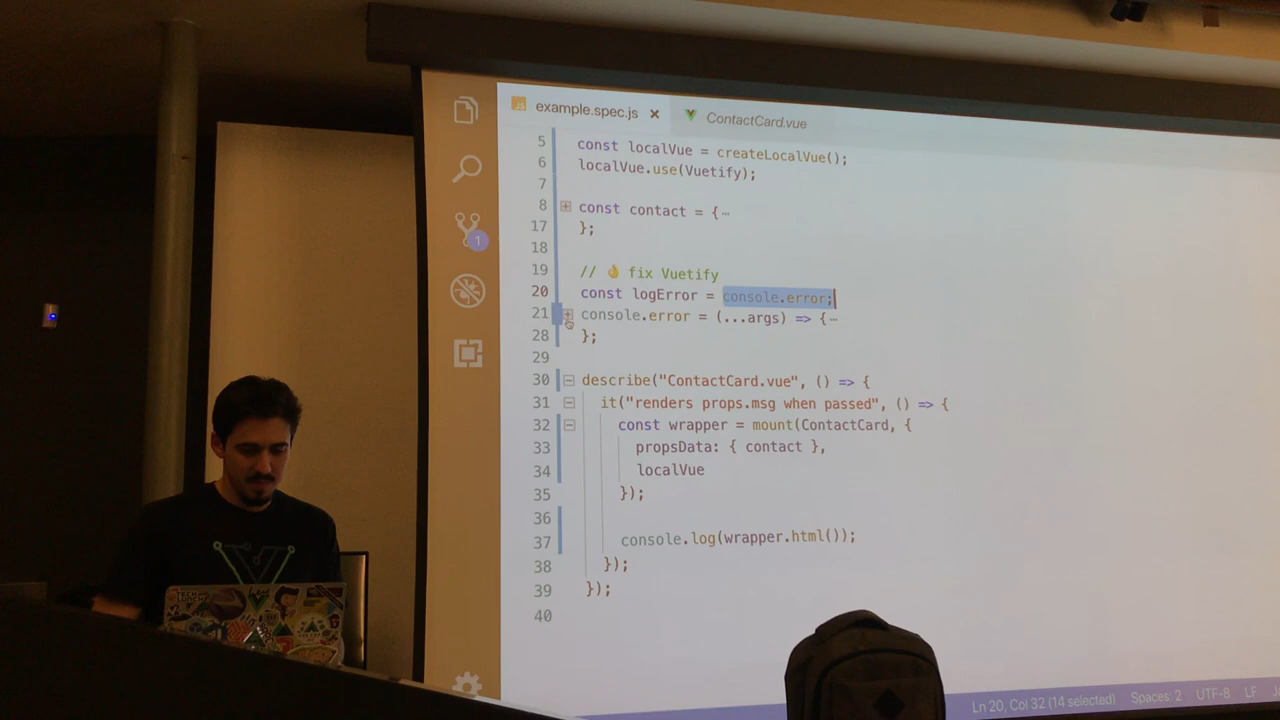 example.spec.js
ContactCard.vue
5 const localVue = createLocalVue();
6 localVue.use(Vuetify);
7
8 const contact = {…
17 };
18
19 // 👌 fix Vuetify
20 const logError = console.error;
21 console.error = (...args) => {…
28 };
29
30 describe("ContactCard.vue", () => {
31 it("renders props.msg when passed", () => {
32 const wrapper = mount(ContactCard, {
33 propsData: { contact },
34 localVue
35 });
36
37 console.log(wrapper.html());
38 });
39 });
40
1
TECH LUNCH
Ln 20, Col 32 (14 selected) Spaces: 2 UTF-8 LF